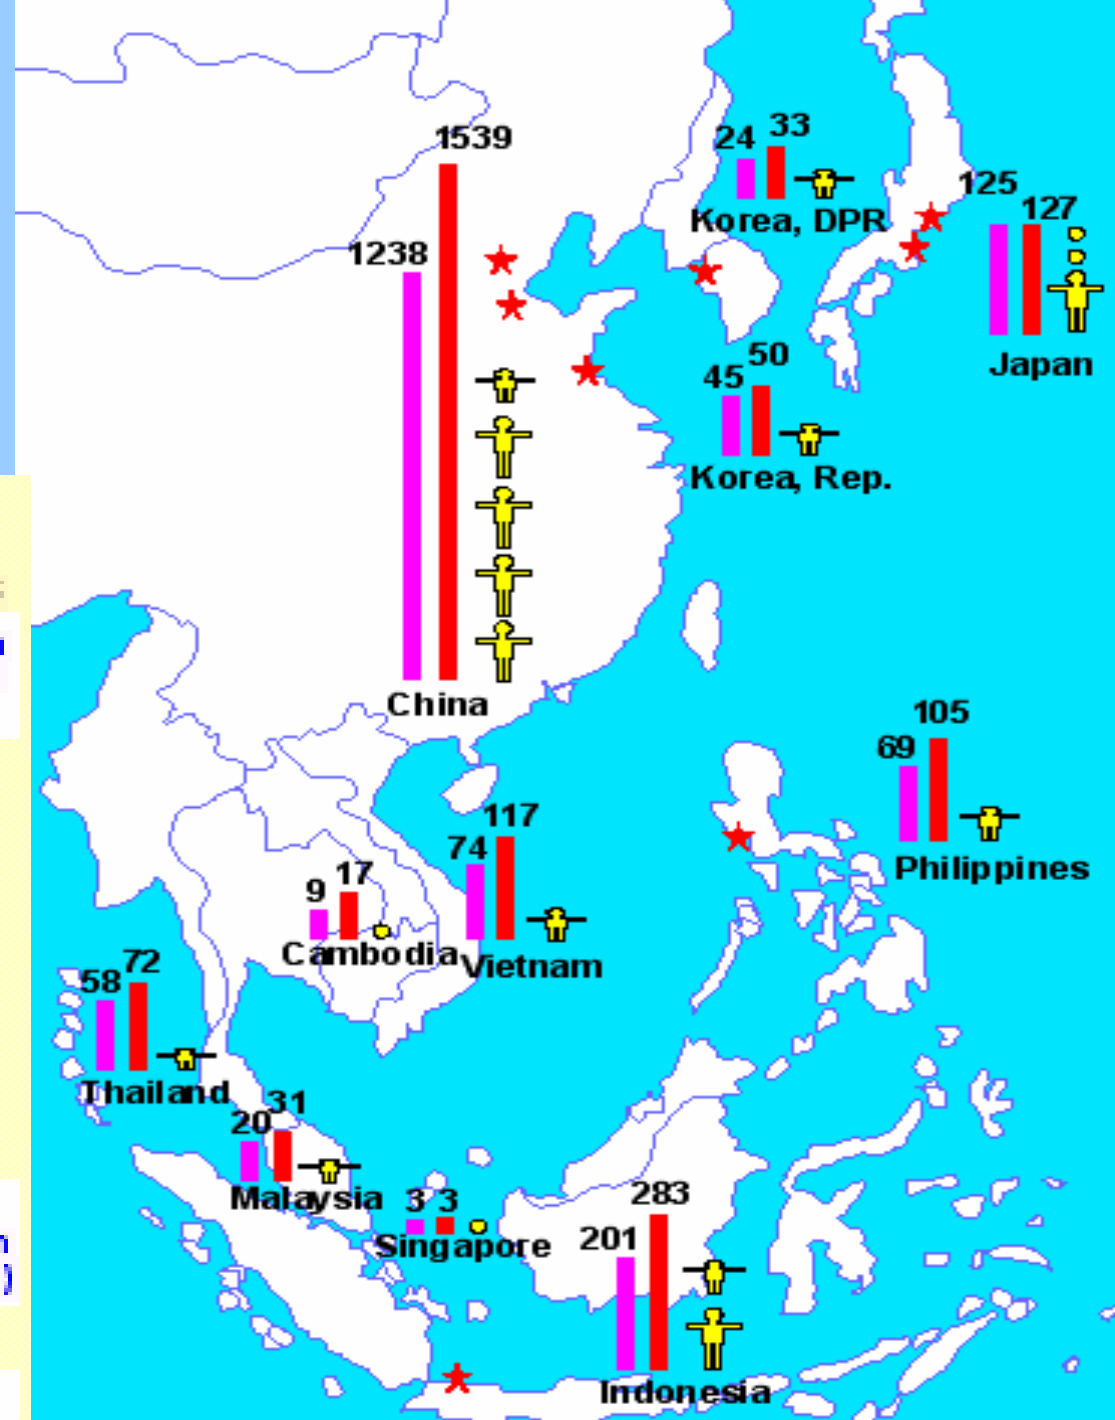 1539
1238
China
24
33
Korea, DPR
125
127
Japan
45
50
Korea, Rep.
105
69
Philippines
117
74
Vietnam
17
9
Cambodia
58
72
Thailand
20
31
Malaysia
3
3
Singapore
283
201
Indonesia